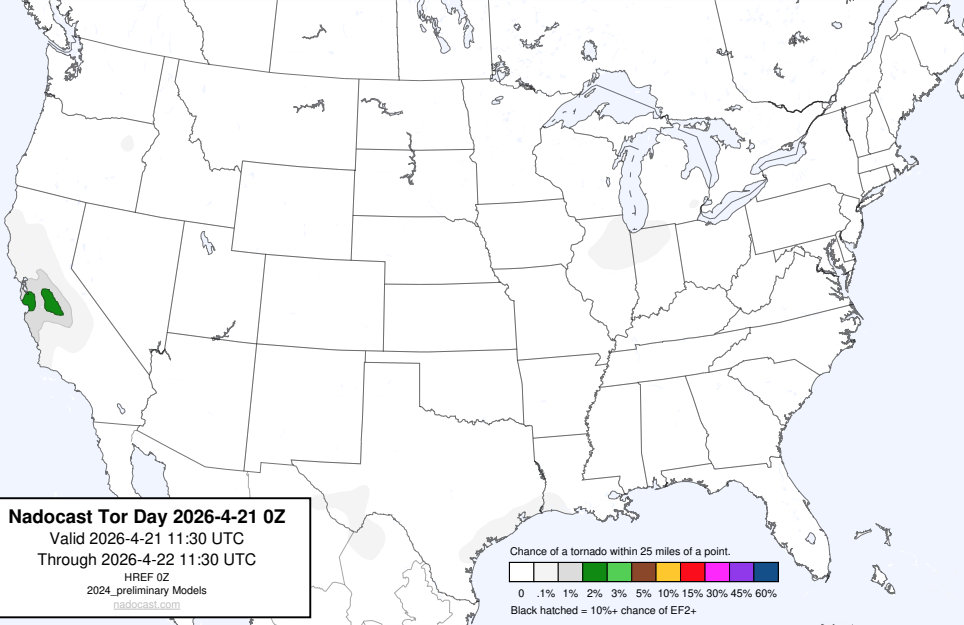 Nadocast Tor Day 2026-4-21 0Z
Valid 2026-4-21 11:30 UTC
Through 2026-4-22 11:30 UTC
HREF 0Z
2024_preliminary Models
nadocast.com
Chance of a tornado within 25 miles of a point.
0 .1% 1% 2% 3% 5% 10% 15% 30% 45% 60%
Black hatched = 10%+ chance of EF2+